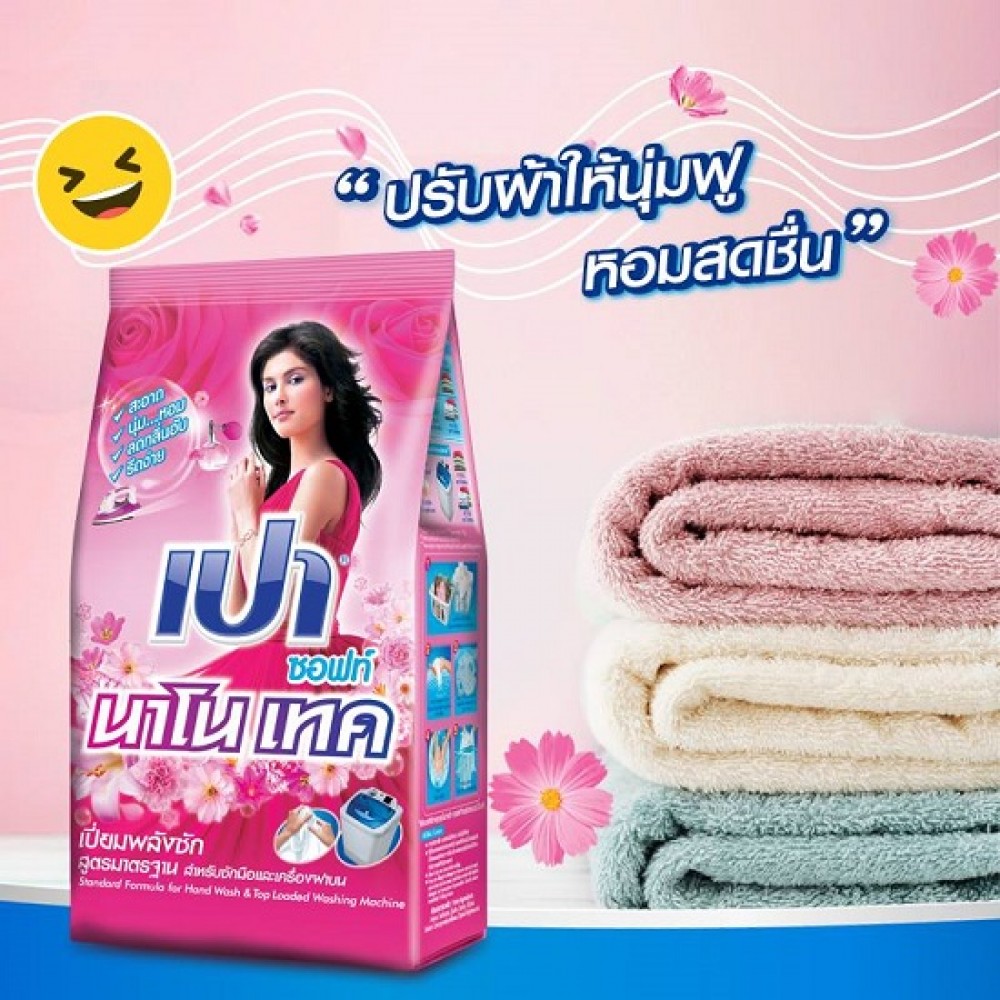 “ปรับผ้าให้นุ่มฟู
หอมสดชื่น”
สะอาด
นุ่ม...หอม
ลดกลิ่นอับ
รีดง่าย
เปา®
ซอฟท์
นาโน เทค
เปี่ยมพลังซัก
สูตรมาตรฐาน สำหรับซักมือและเครื่องฝาบน
Standard Formula for Hand Wash & Top Loaded Washing Machine